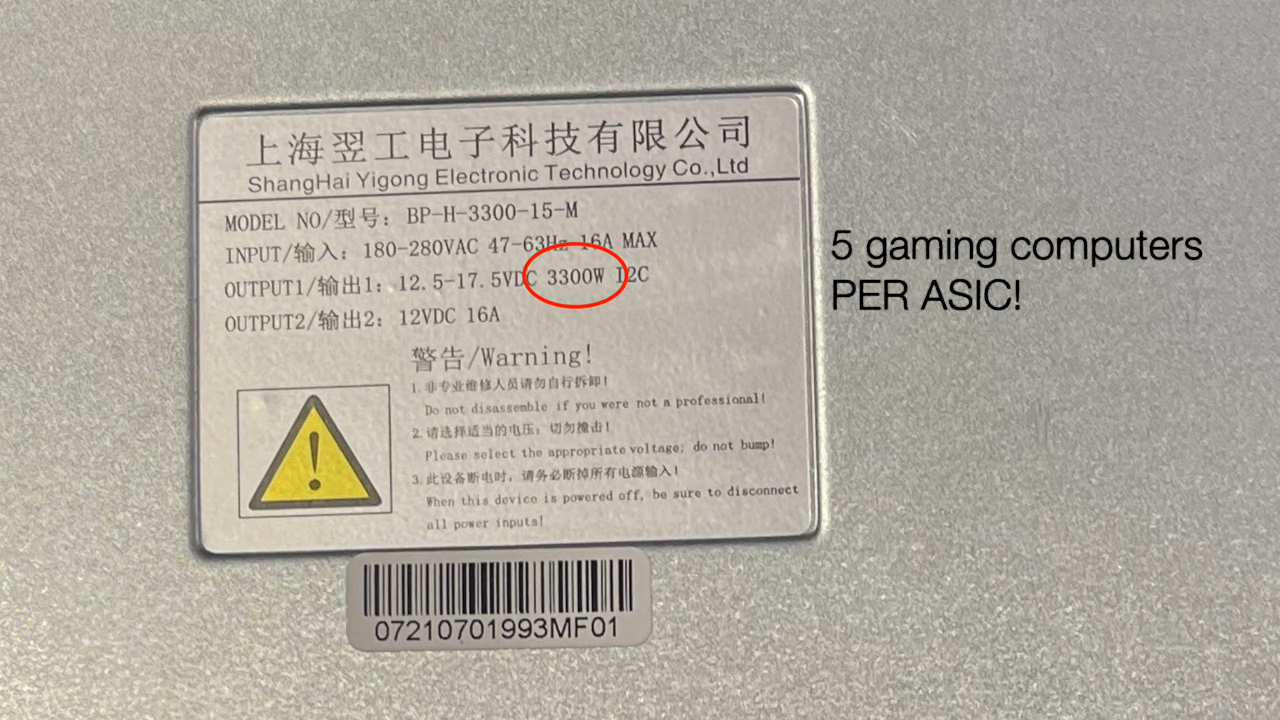 上海翌工电子科技有限公司
ShangHai Yigong Electronic Technology Co.,Ltd
MODEL NO/型号: BP-H-3300-15-M
INPUT/输入: 180-280VAC 47-63Hz 16A MAX
OUTPUT1/输出1: 12.5-17.5VDC 3300W I2C
OUTPUT2/输出2: 12VDC 16A
警告/Warning!
1. 非专业维修人员请勿自行拆卸!
Do not disassemble if you were not a professional!
2. 请选择适当的电压, 切勿撞击!
Please select the appropriate voltage; do not bump!
3. 此设备断电时, 请务必断掉所有电源输入!
When this device is powered off, be sure to disconnect
all power inputs!
07210701993MF01
5 gaming computers
PER ASIC!